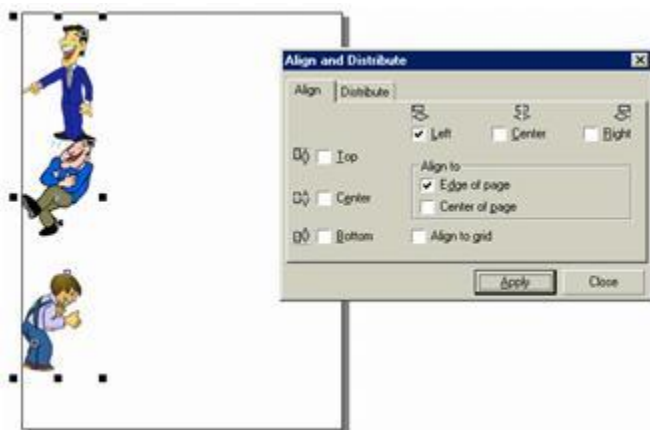 Align and Distribute
Align Distribute
Left Center Right
Top
Align to
Edge of page
Center
Center of page
Bottom
Align to grid
Apply Close